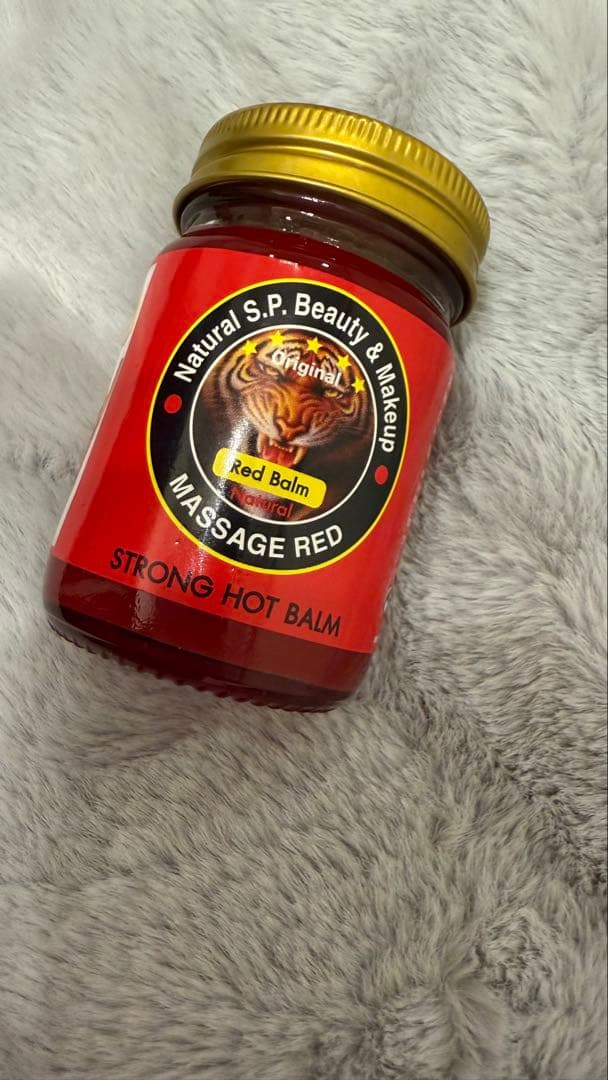 Natural S.P. Beauty & Makeup
Original
Red Balm
Natural
MASSAGE RED
STRONG HOT BALM